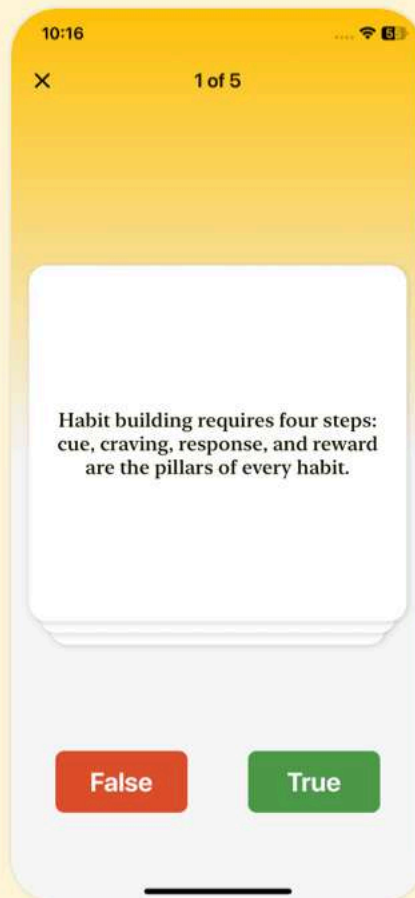 10:16
1 of 5
Habit building requires four steps:
cue, craving, response, and reward
are the pillars of every habit.
False
True